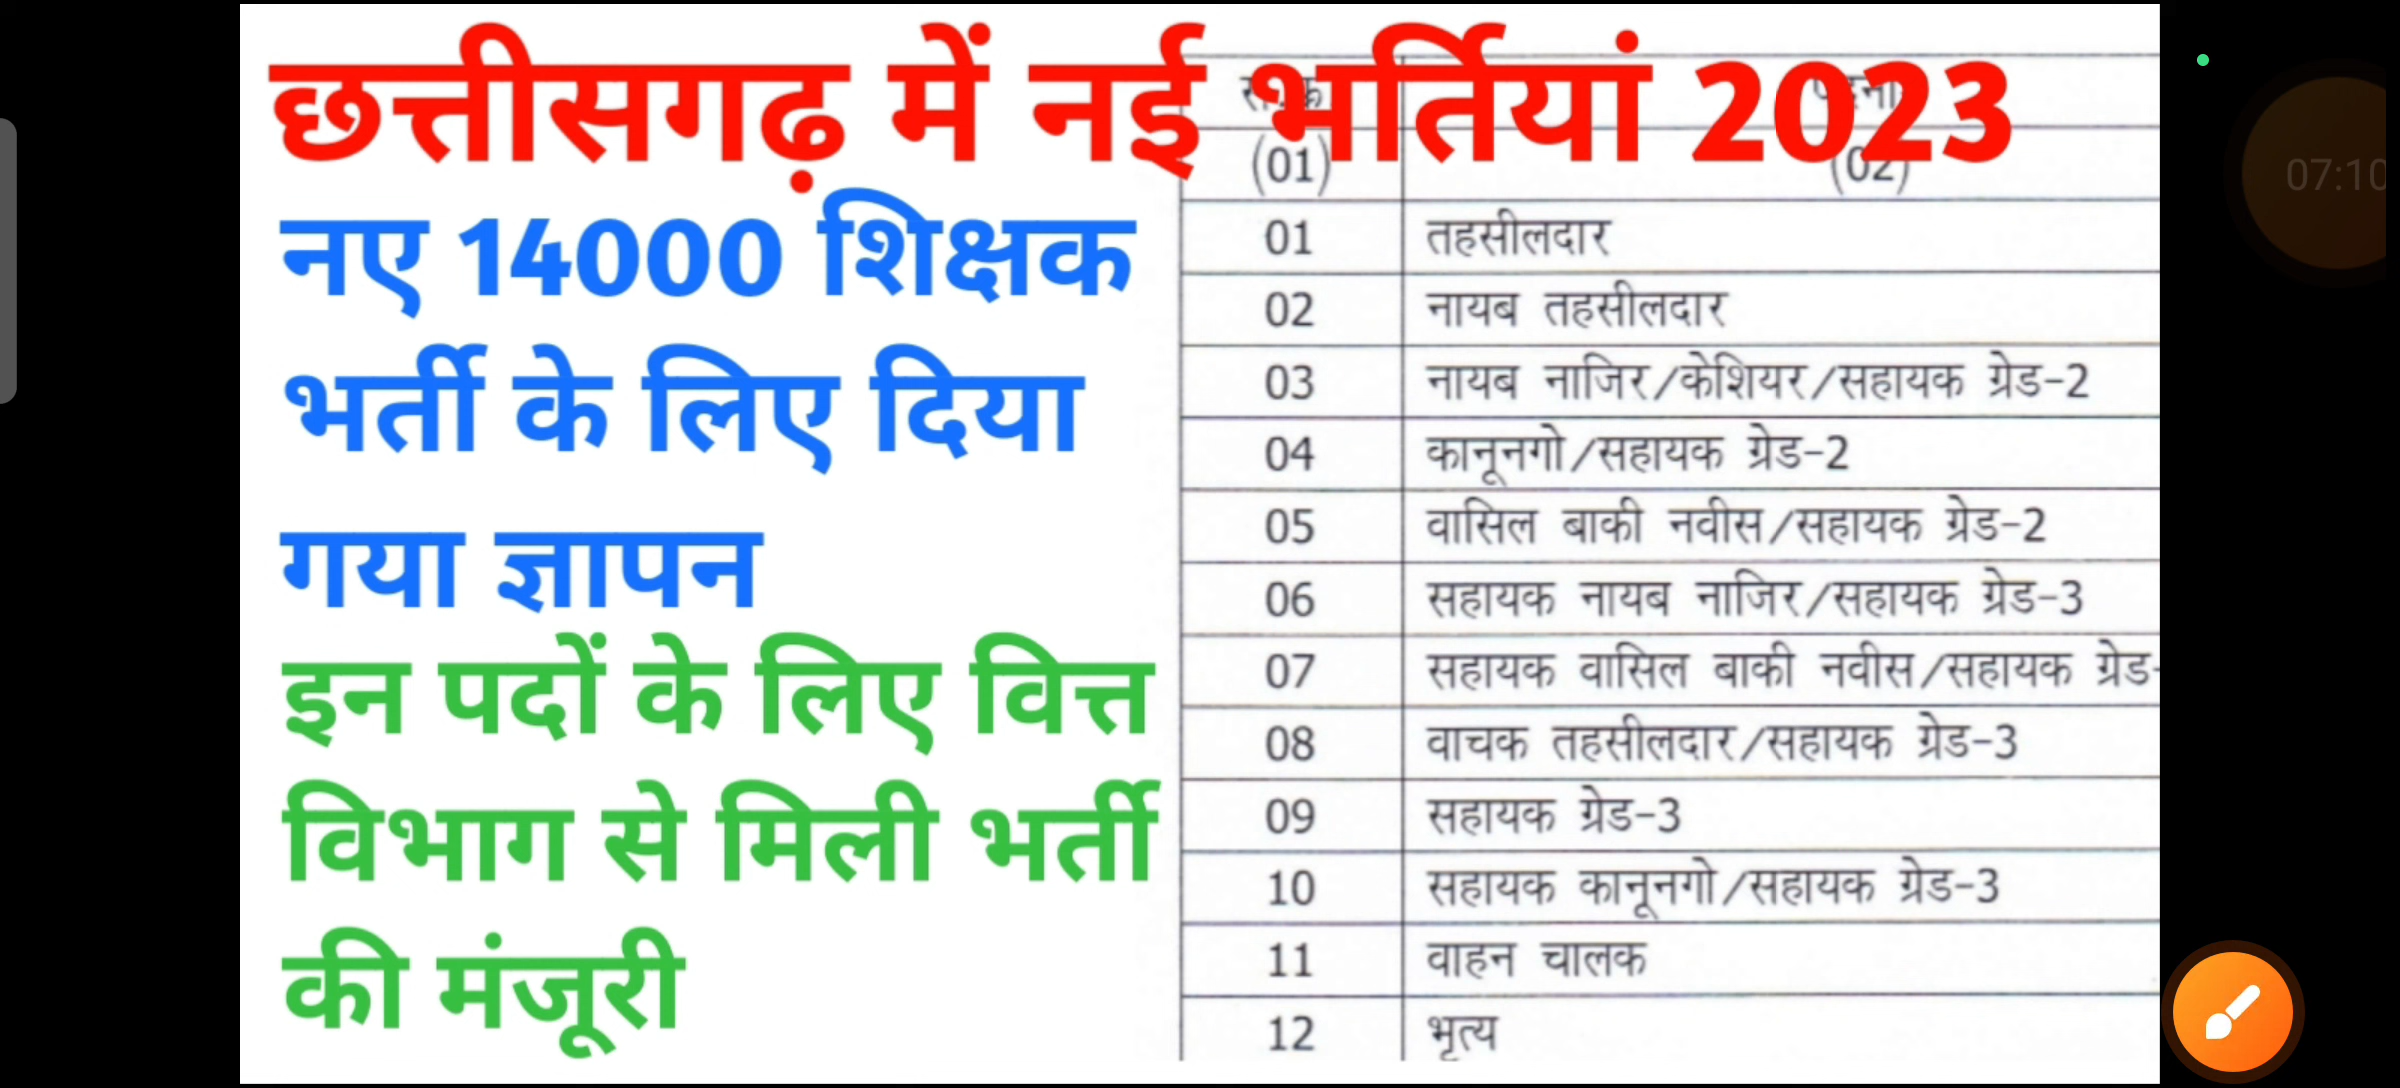 छत्तीसगढ़ में नई भर्तियां 2023
नए 14000 शिक्षक
भर्ती के लिए दिया
गया ज्ञापन
इन पदों के लिए वित्त
विभाग से मिली भर्ती
की मंजूरी
(01) (02)
01 तहसीलदार
02 नायब तहसीलदार
03 नायब नाजिर/केशियर/सहायक ग्रेड-2
04 कानूनगो/सहायक ग्रेड-2
05 वासिल बाकी नवीस/सहायक ग्रेड-2
06 सहायक नायब नाजिर/सहायक ग्रेड-3
07 सहायक वासिल बाकी नवीस/सहायक ग्रेड-
08 वाचक तहसीलदार/सहायक ग्रेड-3
09 सहायक ग्रेड-3
10 सहायक कानूनगो/सहायक ग्रेड-3
11 वाहन चालक
12 भृत्य
07:10